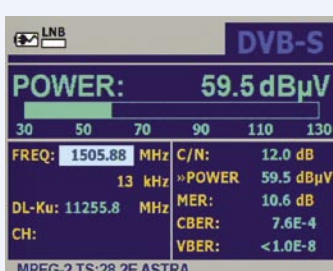 LNB
DVB-S
POWER: 59.5 dBµV
30 50 70 90 110 130
FREQ: 1505.88 MHz
13 kHz
DL-Ku: 11255.8 MHz
CH:
C/N: 12.0 dB
»POWER 59.5 dBµV
MER: 10.6 dB
CBER: 7.6E-4
VBER: <1.0E-8
MPEG-2 TS:28.2E ASTRA